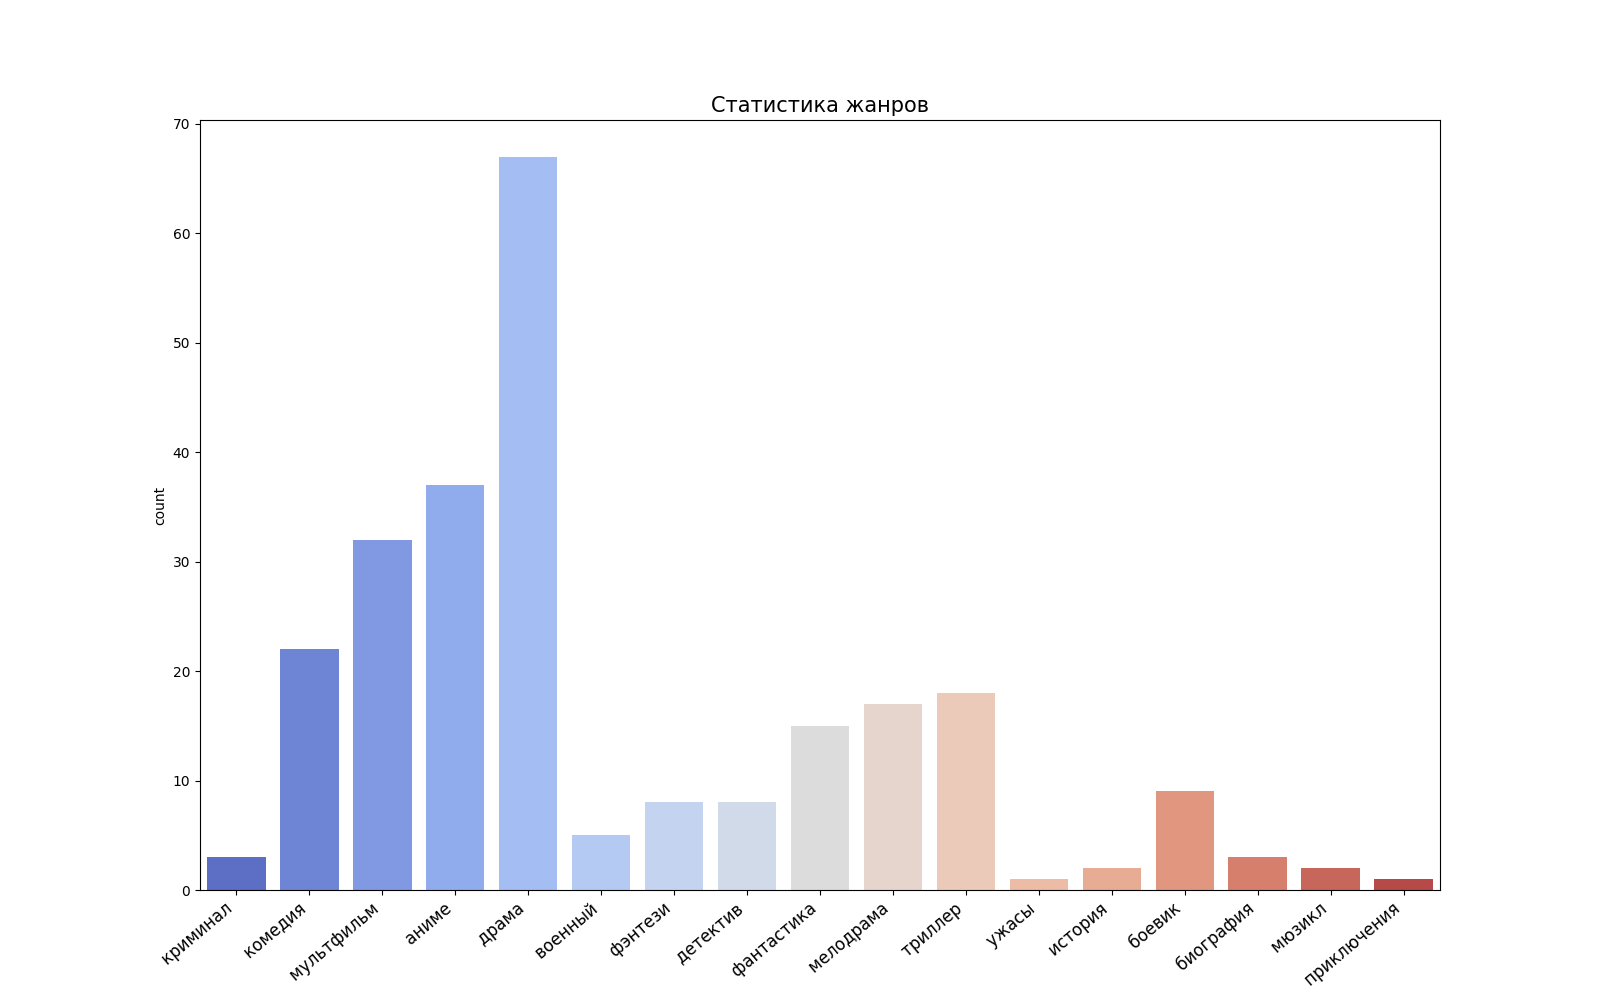 Статистика жанров
70
60
50
40
30
20
10
0
count
криминал
комедия
мультфильм
аниме
драма
военный
фэнтези
детектив
фантастика
мелодрама
триллер
ужасы
история
боевик
биография
мюзикл
приключения